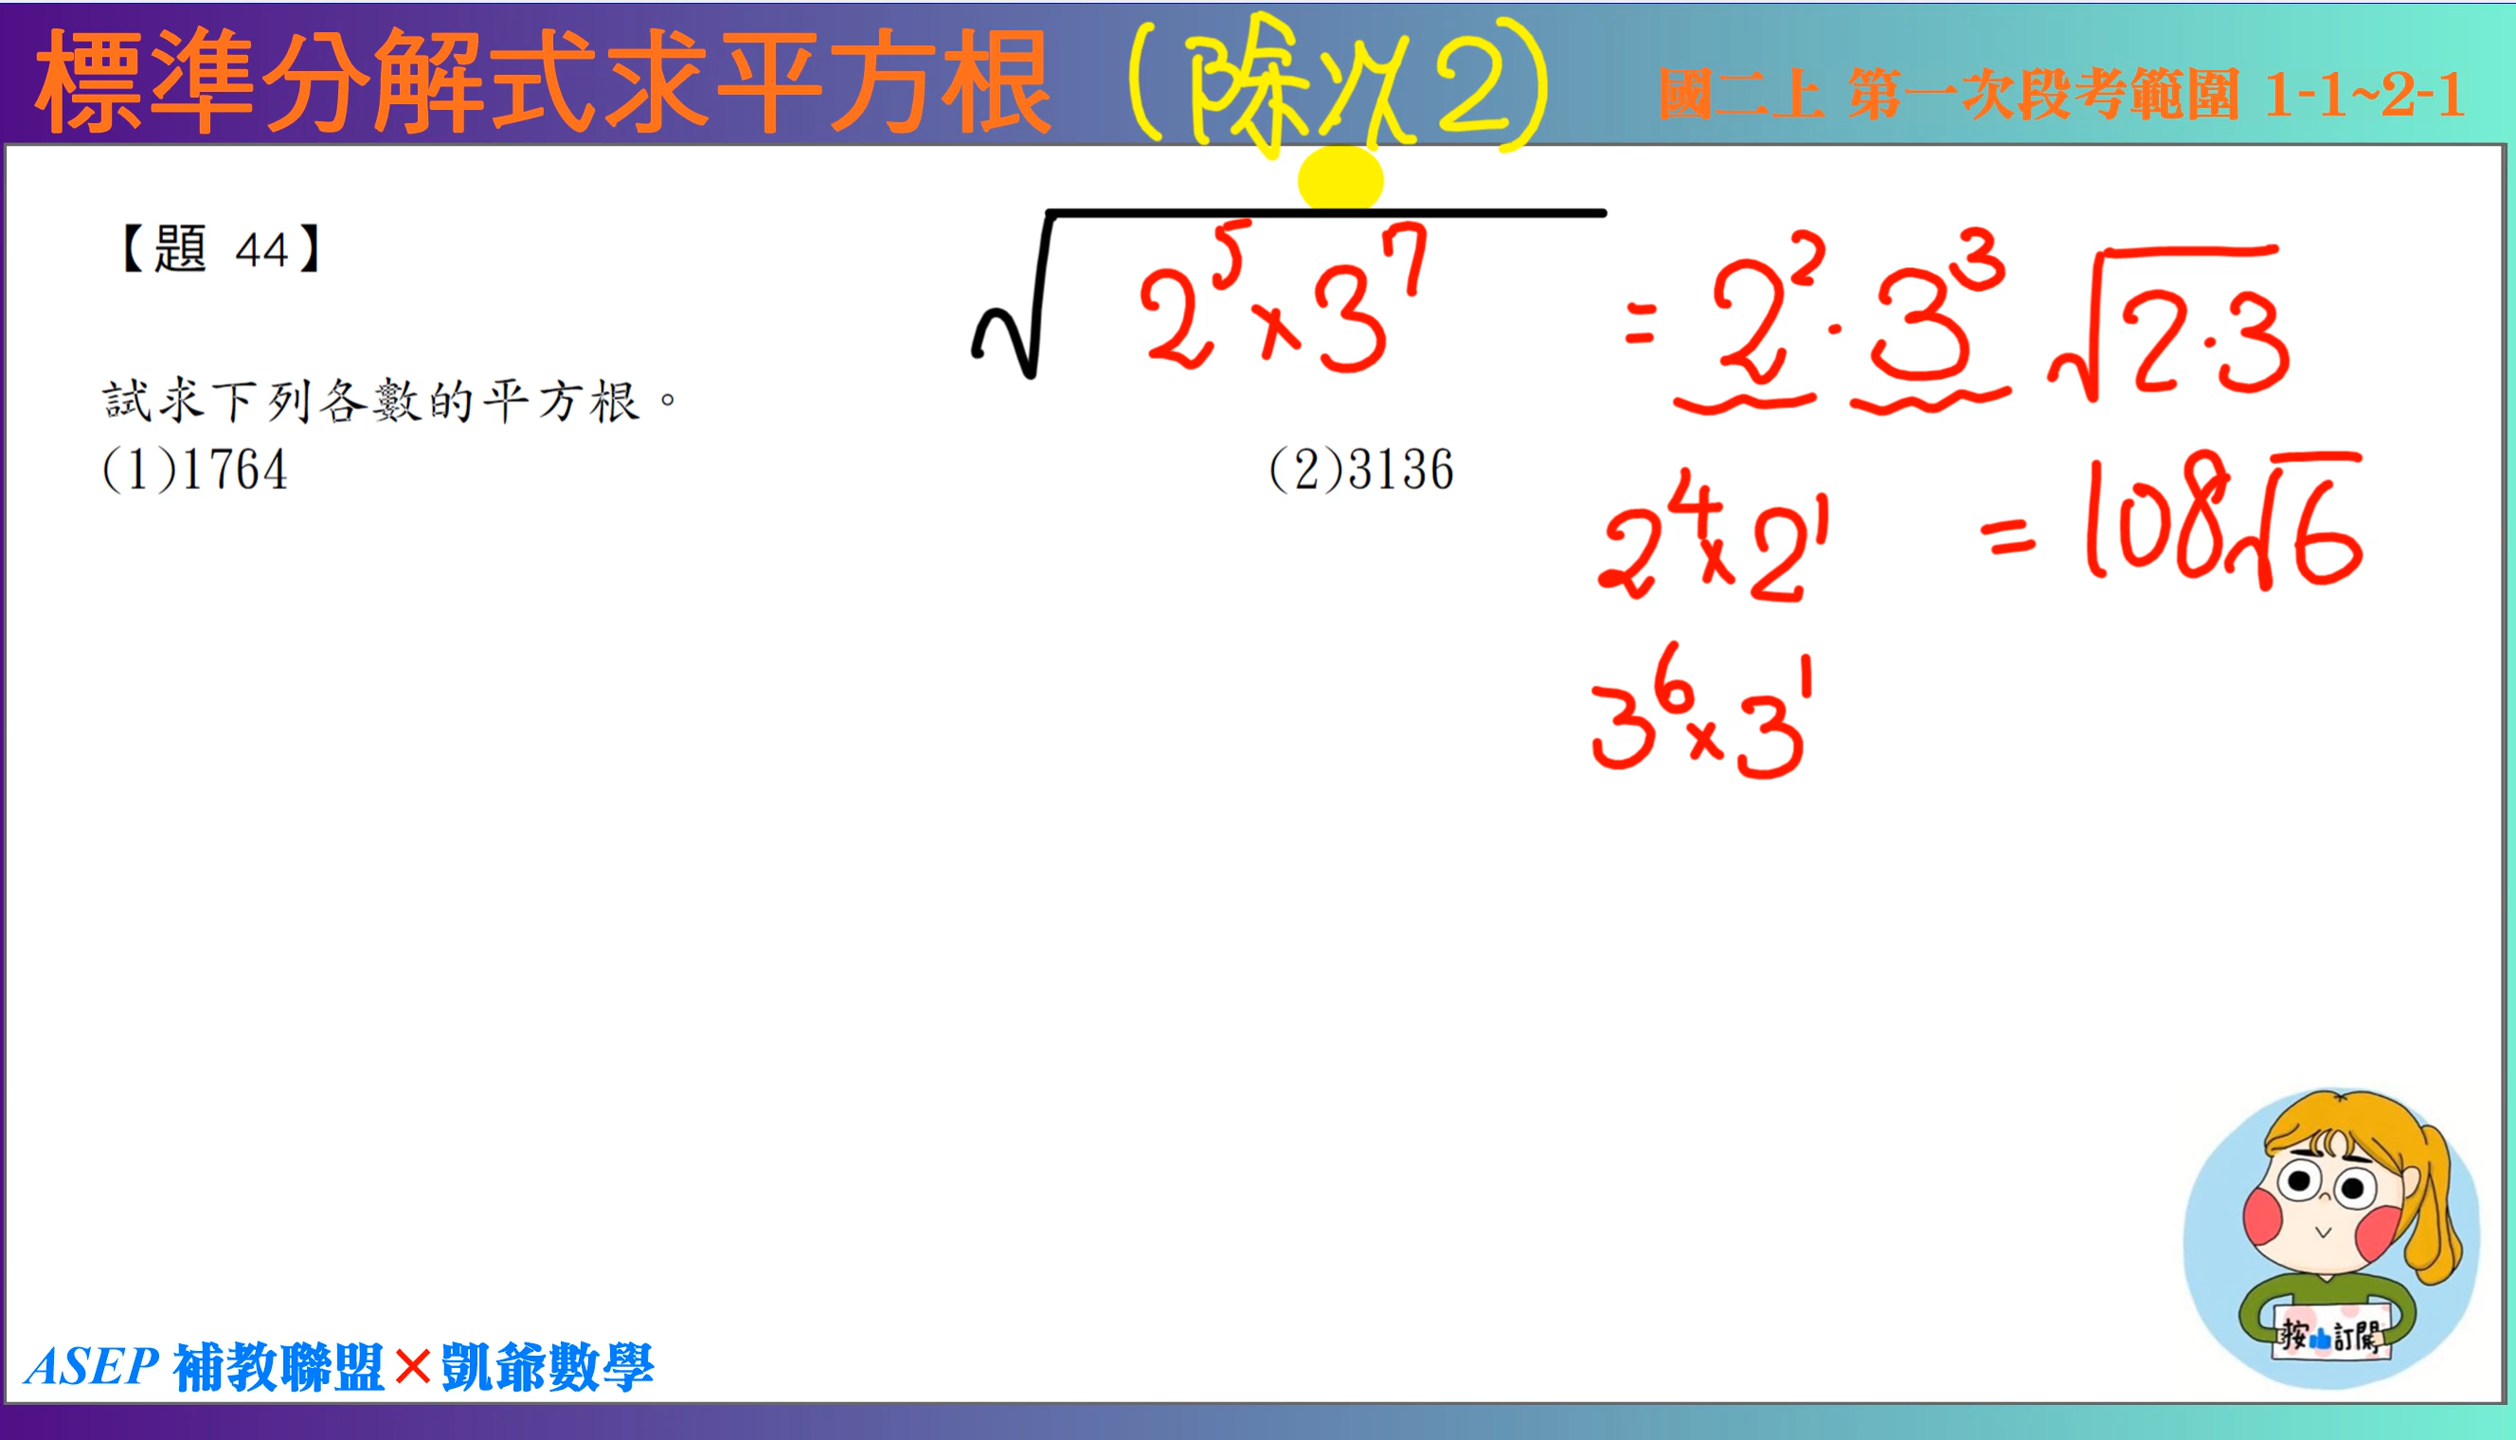 標準分解式求平方根 (除次2) 國二上 第一次段考範圍 1-1~2-1
【題 44】
√(2⁵×3⁷) = 2²·3³√(2·3)
試求下列各數的平方根。
(1)1764 (2)3136
2⁴×2¹ = 108√6
3⁶×3¹
按 訂閱
ASEP 補教聯盟×凱爺數學